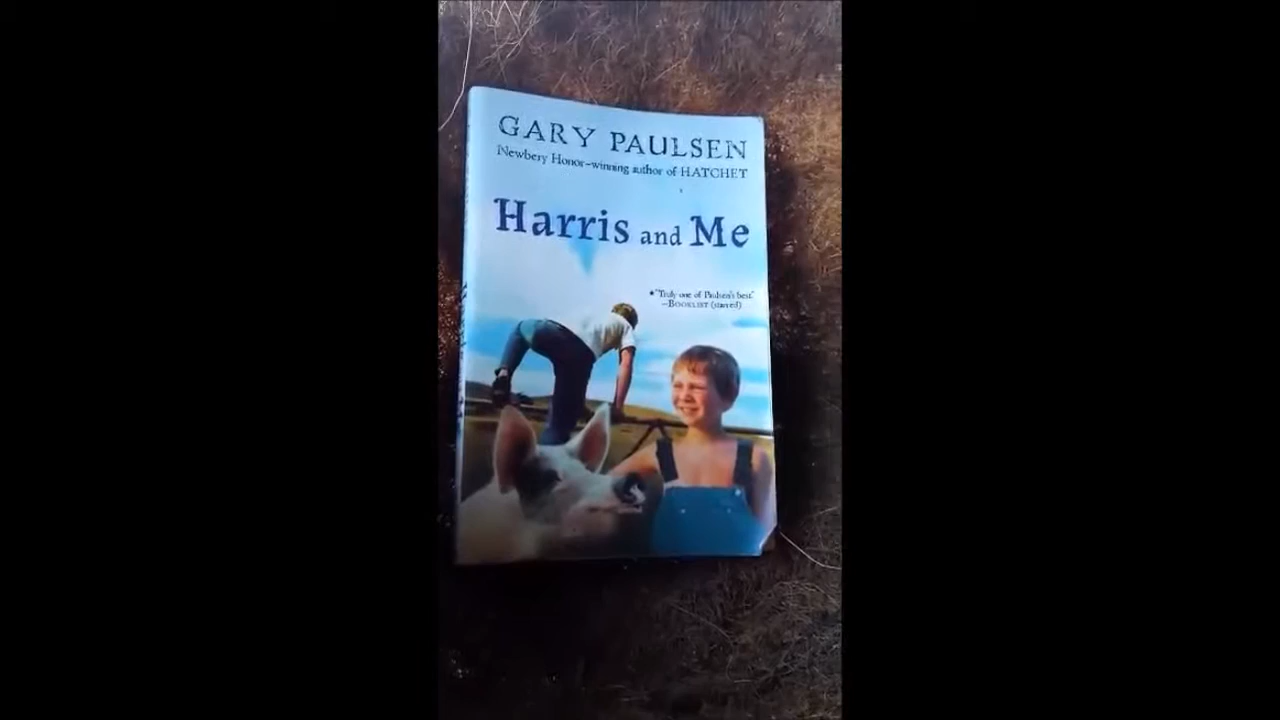 GARY PAULSEN
Newbery Honor-winning author of HATCHET
Harris and Me
★"Truly one of Paulsen's best."
—BOOKLIST (starred)